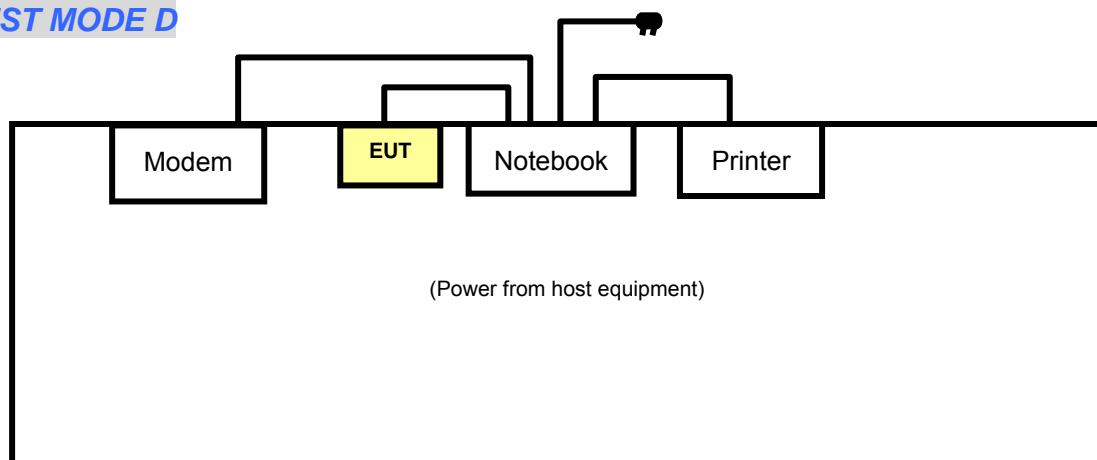 ST MODE D
Modem
EUT
Notebook
Printer
(Power from host equipment)